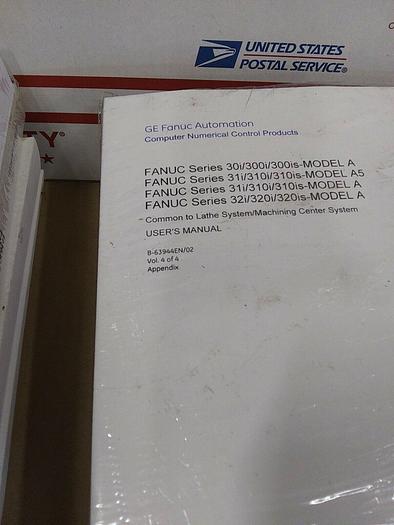 UNITED STATES
POSTAL SERVICE®
TY®
GE Fanuc Automation
Computer Numerical Control Products
FANUC Series 30i/300i/300is-MODEL A
FANUC Series 31i/310i/310is-MODEL A5
FANUC Series 31i/310i/310is-MODEL A
FANUC Series 32i/320i/320is-MODEL A
Common to Lathe System/Machining Center System
USER'S MANUAL
B-63944EN/02
Vol. 4 of 4
Appendix